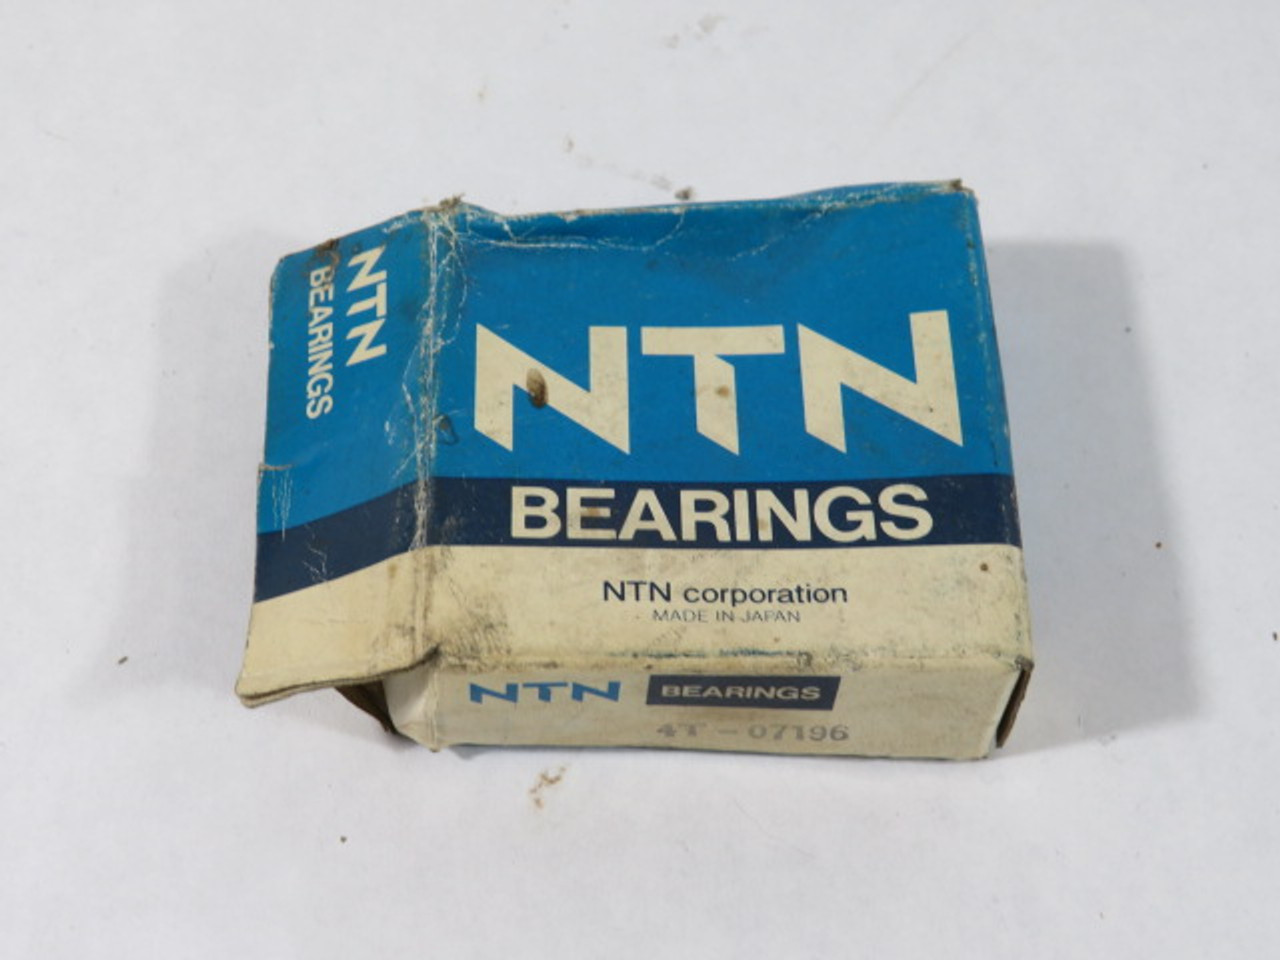 NTN
BEARINGS
NTN
BEARINGS
NTN corporation
MADE IN JAPAN
NTN BEARINGS
4T-07196